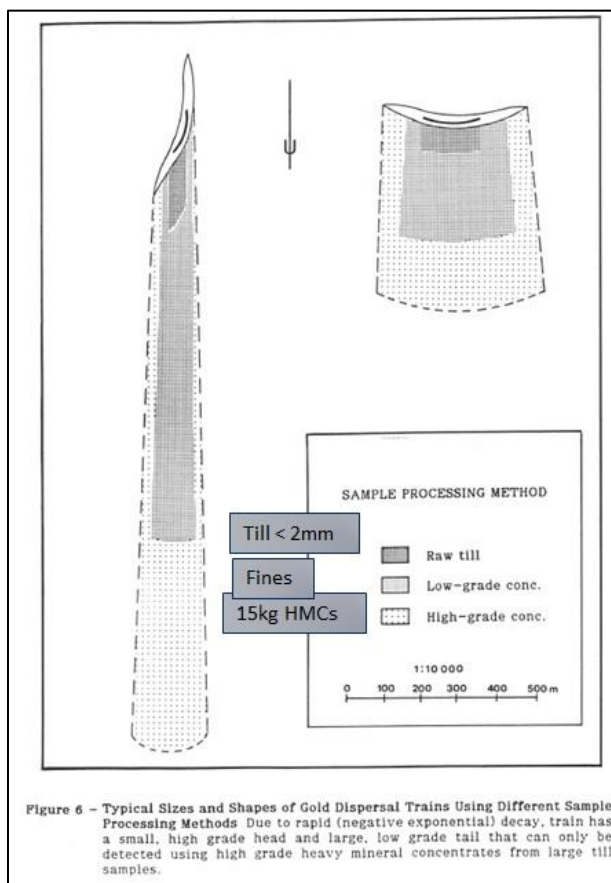 SAMPLE PROCESSING METHOD
Till < 2mm
Raw till
Fines
Low-grade conc.
15kg HMCs
High-grade conc.
1:10 000
0 100 200 300 400 500 m
Figure 6 – Typical Sizes and Shapes of Gold Dispersal Trains Using Different Sample
Processing Methods Due to rapid (negative exponential) decay, train has
a small, high grade head and large, low grade tail that can only be
detected using high grade heavy mineral concentrates from large till
samples.